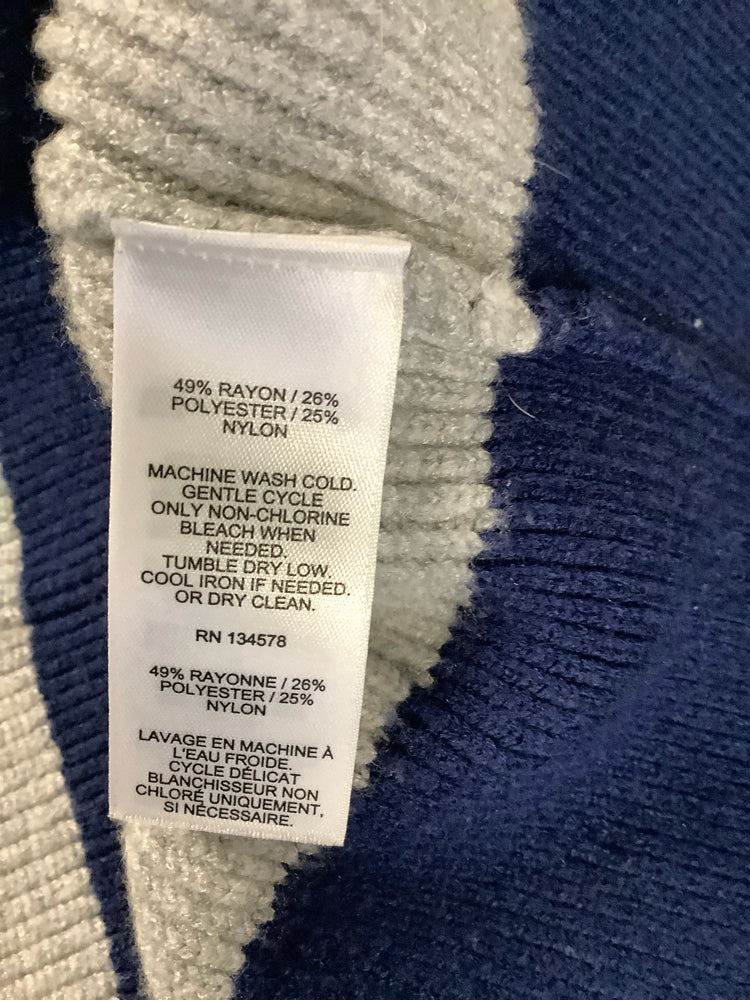 49% RAYON / 26%
POLYESTER / 25%
NYLON
MACHINE WASH COLD.
GENTLE CYCLE
ONLY NON-CHLORINE
BLEACH WHEN
NEEDED.
TUMBLE DRY LOW.
COOL IRON IF NEEDED.
OR DRY CLEAN.
RN 134578
49% RAYONNE / 26%
POLYESTER / 25%
NYLON
LAVAGE EN MACHINE À
L'EAU FROIDE.
CYCLE DÉLICAT
BLANCHISSEUR NON
CHLORÉ UNIQUEMENT,
SI NÉCESSAIRE.